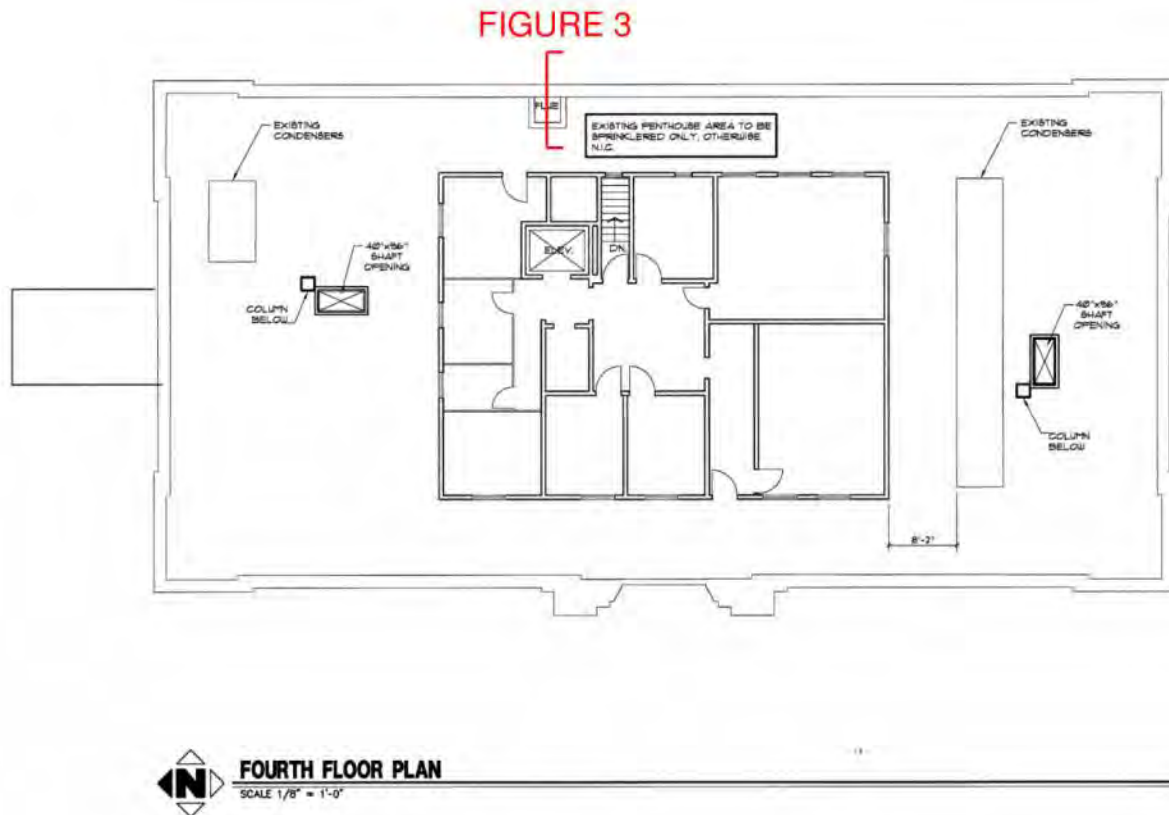 FIGURE 3
FLUE
EXISTING PENTHOUSE AREA TO BE
SPRINKLERED ONLY, OTHERWISE
N.I.C.
EXISTING
CONDENSERS
EXISTING
CONDENSERS
40"x56"
SHAFT
OPENING
COLUMN
BELOW
ELEV.
DN.
40"x56"
SHAFT
OPENING
COLUMN
BELOW
8'-2"
N
FOURTH FLOOR PLAN
SCALE 1/8" = 1'-0"